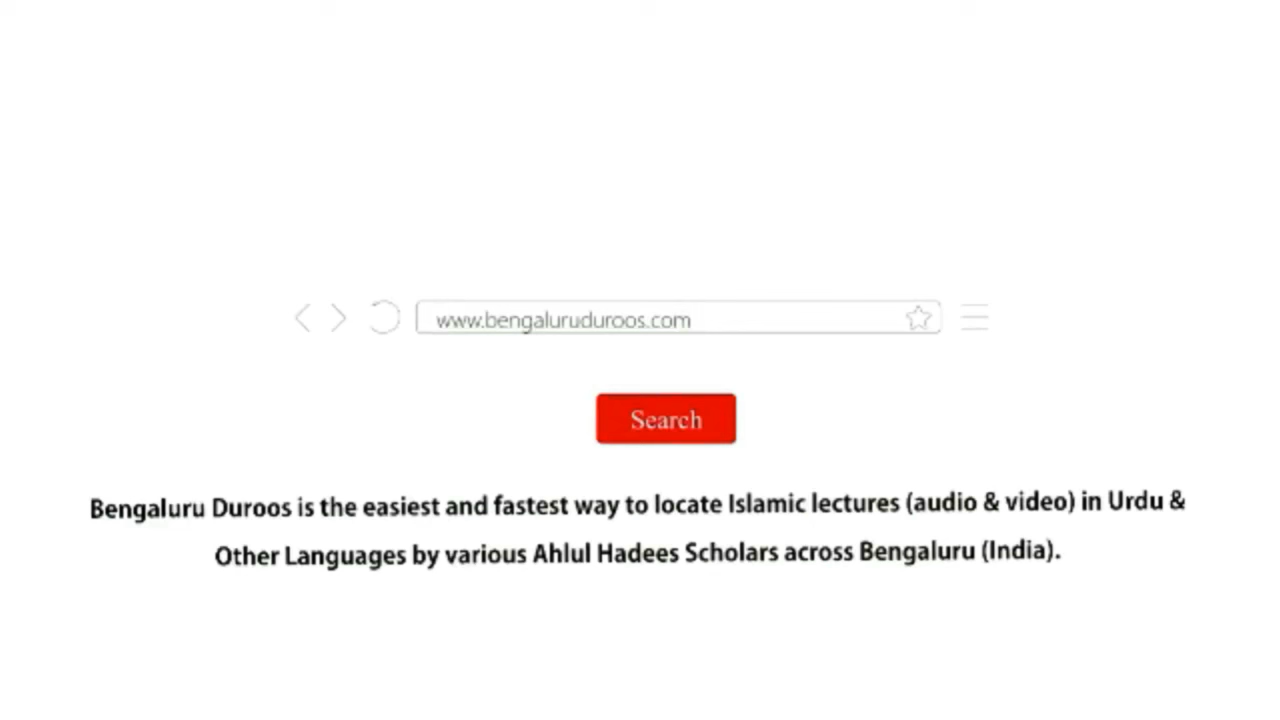 www.bengaluruduroos.com
Search
Bengaluru Duroos is the easiest and fastest way to locate Islamic lectures (audio & video) in Urdu &
Other Languages by various Ahlul Hadees Scholars across Bengaluru (India).